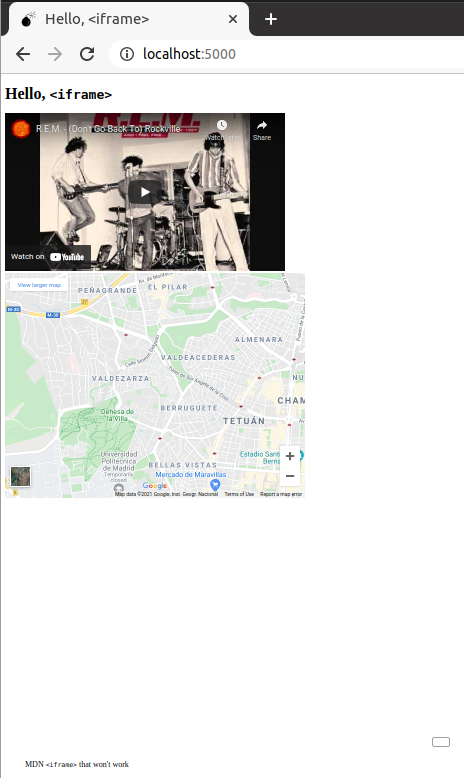 Hello, <iframe>
localhost:5000
Hello, <iframe>
R.E.M.
R.E.M. - (Don't Go Back To) Rockville
Watch later
Share
Watch on YouTube
View larger map
PEÑAGRANDE
EL PILAR
M-30
ALMENARA
VALDEACEDERAS
VALDEZARZA
BERRUGUETE
CHAM
TETUÁN
Dehesa de
la Villa
Universidad
Politécnica
de Madrid
Temporarily
closed
BELLAS VISTAS
Estadio Santi
Berna
Mercado de Maravillas
Google
Map data ©2021 Google, Inst. Geogr. Nacional
Terms of Use
Report a map error
MDN <iframe> that won't work